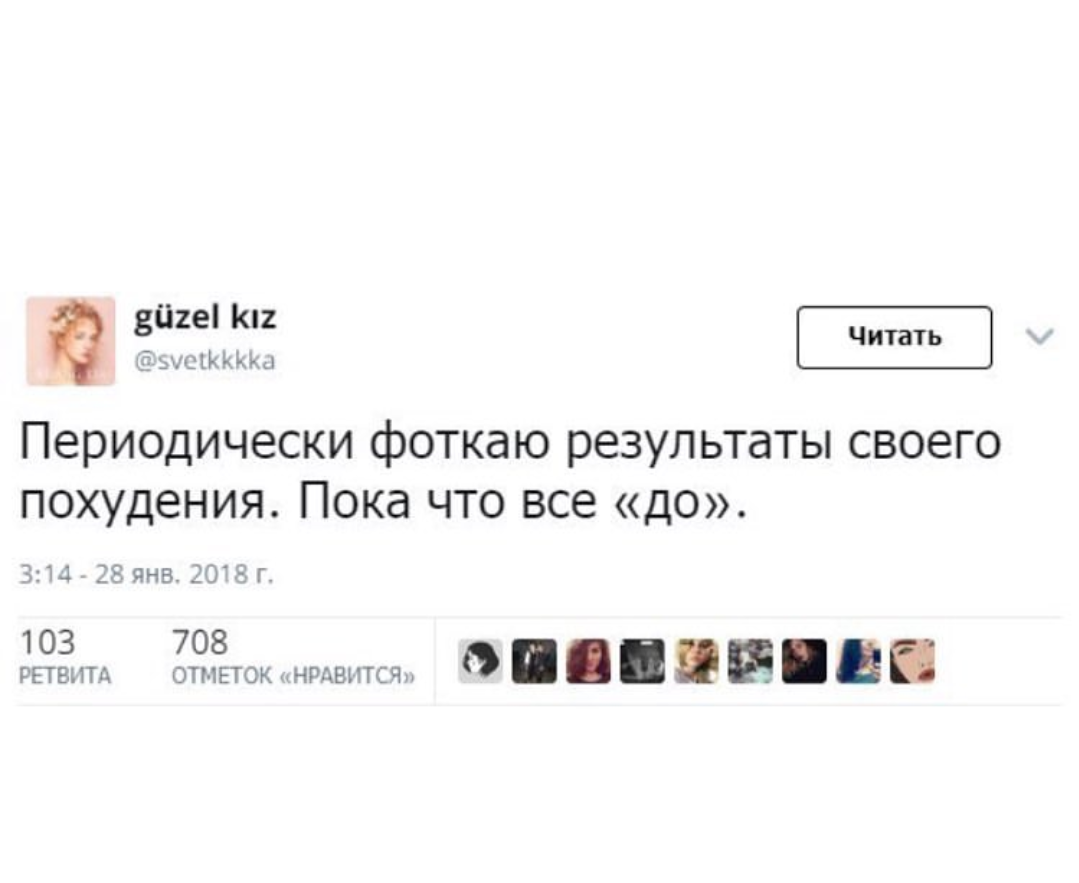 güzel kız
@svetkkkka
Читать
Периодически фоткаю результаты своего
похудения. Пока что все «до».
3:14 - 28 янв. 2018 г.
103
РЕТВИТА
708
ОТМЕТОК «НРАВИТСЯ»